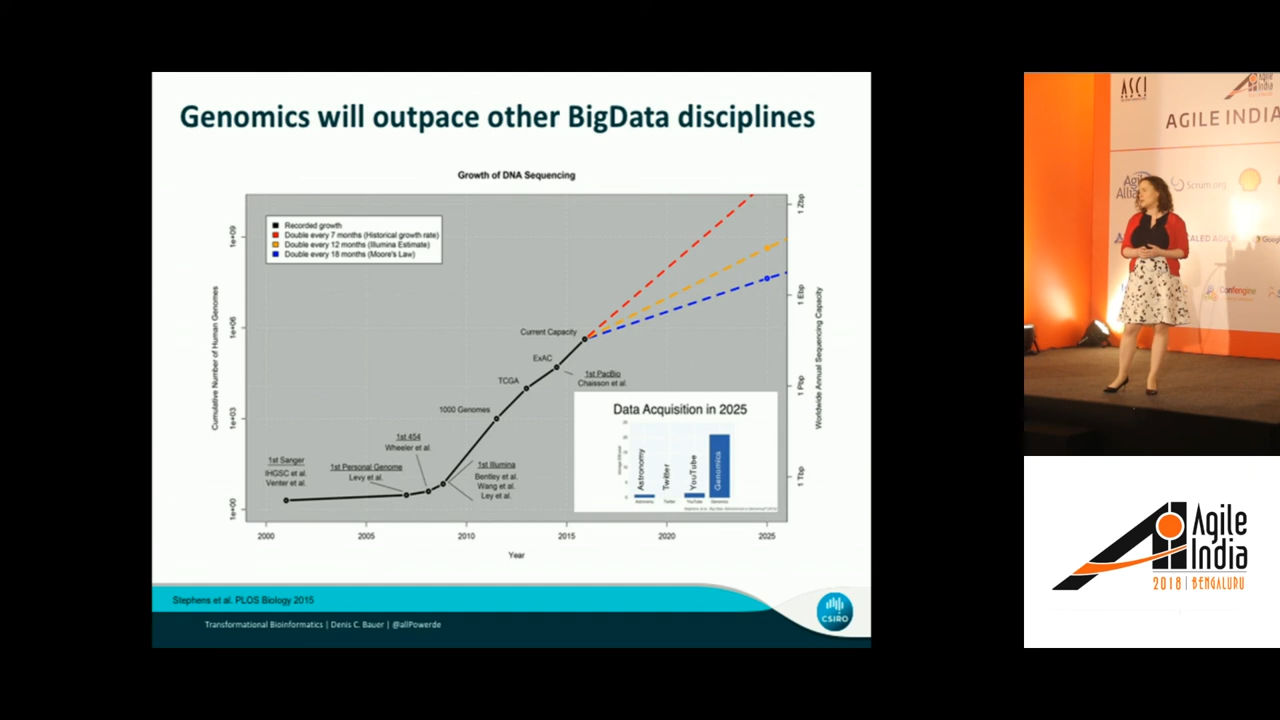 Genomics will outpace other BigData disciplines
Growth of DNA Sequencing
Recorded growth
Double every 7 months (Historical growth rate)
Double every 12 months (Illumina Estimate)
Double every 18 months (Moore's Law)
Cumulative Number of Human Genomes
1e+09
1e+06
1e+03
1e+00
Worldwide Annual Sequencing Capacity
1 Zbp
1 Ebp
1 Pbp
1 Tbp
Current Capacity
ExAC
1st PacBio
Chaisson et al.
TCGA
1000 Genomes
1st 454
Wheeler et al.
1st Sanger
IHGSC et al.
Venter et al.
1st Personal Genome
Levy et al.
1st Illumina
Bentley et al.
Wang et al.
Ley et al.
Data Acquisition in 2025
Astronomy
Twitter
YouTube
Genomics
Astronomy
Twitter
YouTube
Genomics
2000
2005
2010
2015
2020
2025
Year
Stephens et al. PLOS Biology 2015
Transformational Bioinformatics | Denis C. Bauer | @allPowerde
CSIRO
ASCI
Agile
India
AGILE INDIA
Scrum.org
Confengine
Agile
India
2018 | BENGALURU